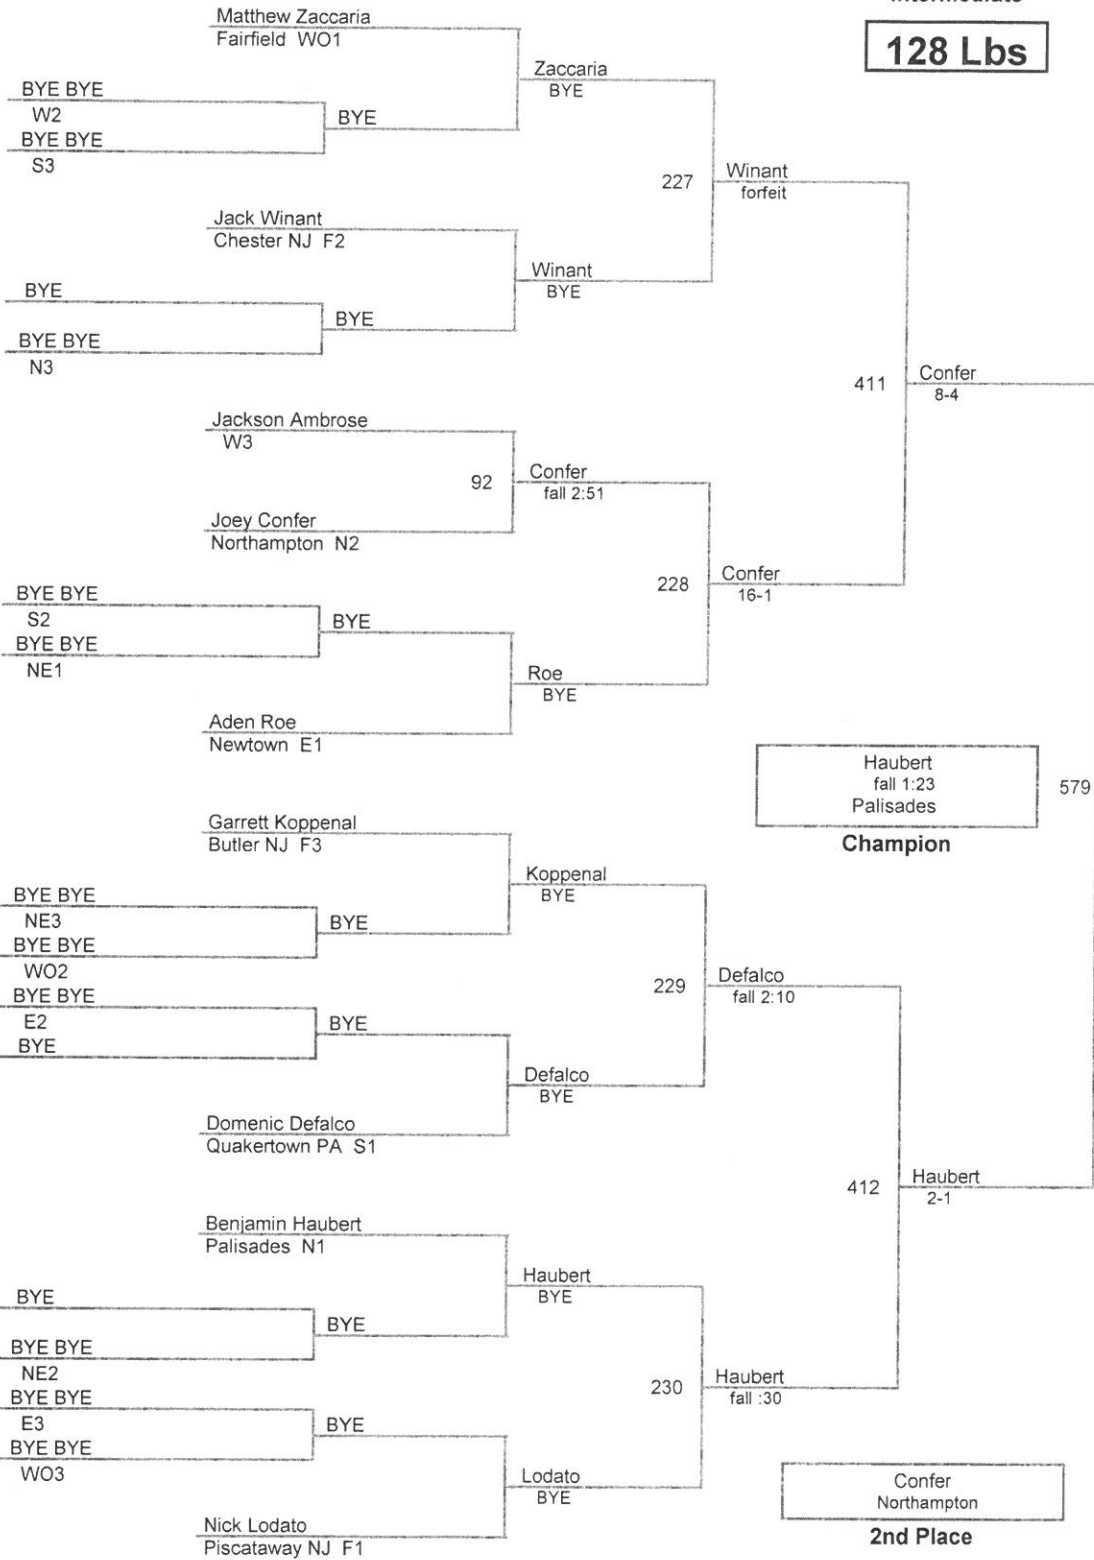 Intermediate
128 Lbs
Matthew Zaccaria
Fairfield WO1
Zaccaria
BYE
BYE BYE
W2
BYE
BYE BYE
S3
227
Winant
forfeit
Jack Winant
Chester NJ F2
Winant
BYE
BYE
BYE
BYE BYE
N3
411
Confer
8-4
Jackson Ambrose
W3
92
Confer
fall 2:51
Joey Confer
Northampton N2
228
Confer
16-1
BYE BYE
S2
BYE
BYE BYE
NE1
Roe
BYE
Aden Roe
Newtown E1
Haubert
fall 1:23
Palisades
579
Champion
Garrett Koppenal
Butler NJ F3
Koppenal
BYE
BYE BYE
NE3
BYE
BYE BYE
WO2
229
Defalco
fall 2:10
BYE BYE
E2
BYE
BYE
Defalco
BYE
Domenic Defalco
Quakertown PA S1
412
Haubert
2-1
Benjamin Haubert
Palisades N1
Haubert
BYE
BYE
BYE
BYE BYE
NE2
230
Haubert
fall :30
BYE BYE
E3
BYE
BYE BYE
WO3
Lodato
BYE
Nick Lodato
Piscataway NJ F1
Confer
Northampton
2nd Place